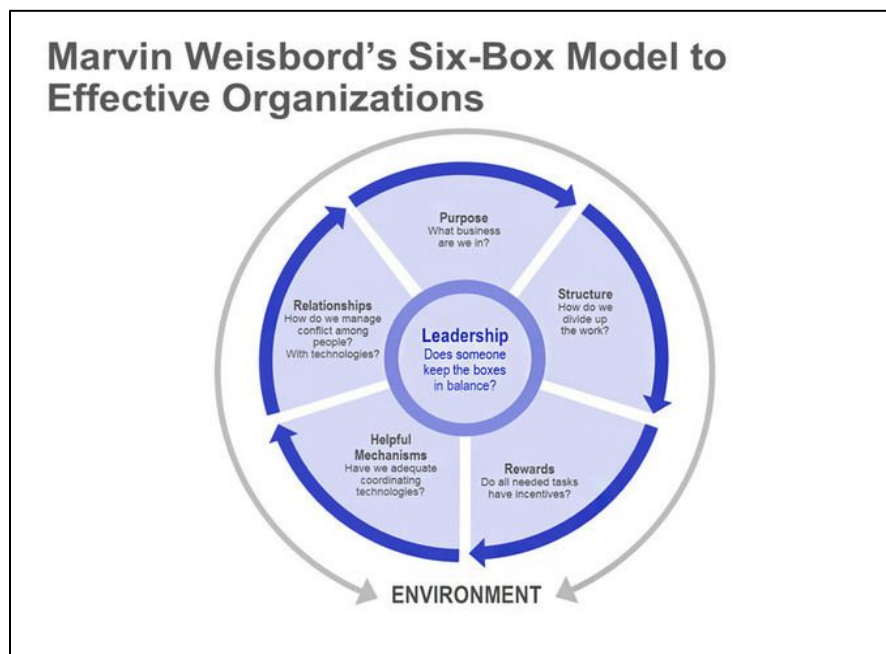 Marvin Weisbord's Six-Box Model to
Effective Organizations
Purpose
What business
are we in?
Structure
How do we
divide up
the work?
Relationships
How do we manage
conflict among
people?
With technologies?
Leadership
Does someone
keep the boxes
in balance?
Helpful
Mechanisms
Have we adequate
coordinating
technologies?
Rewards
Do all needed tasks
have incentives?
ENVIRONMENT